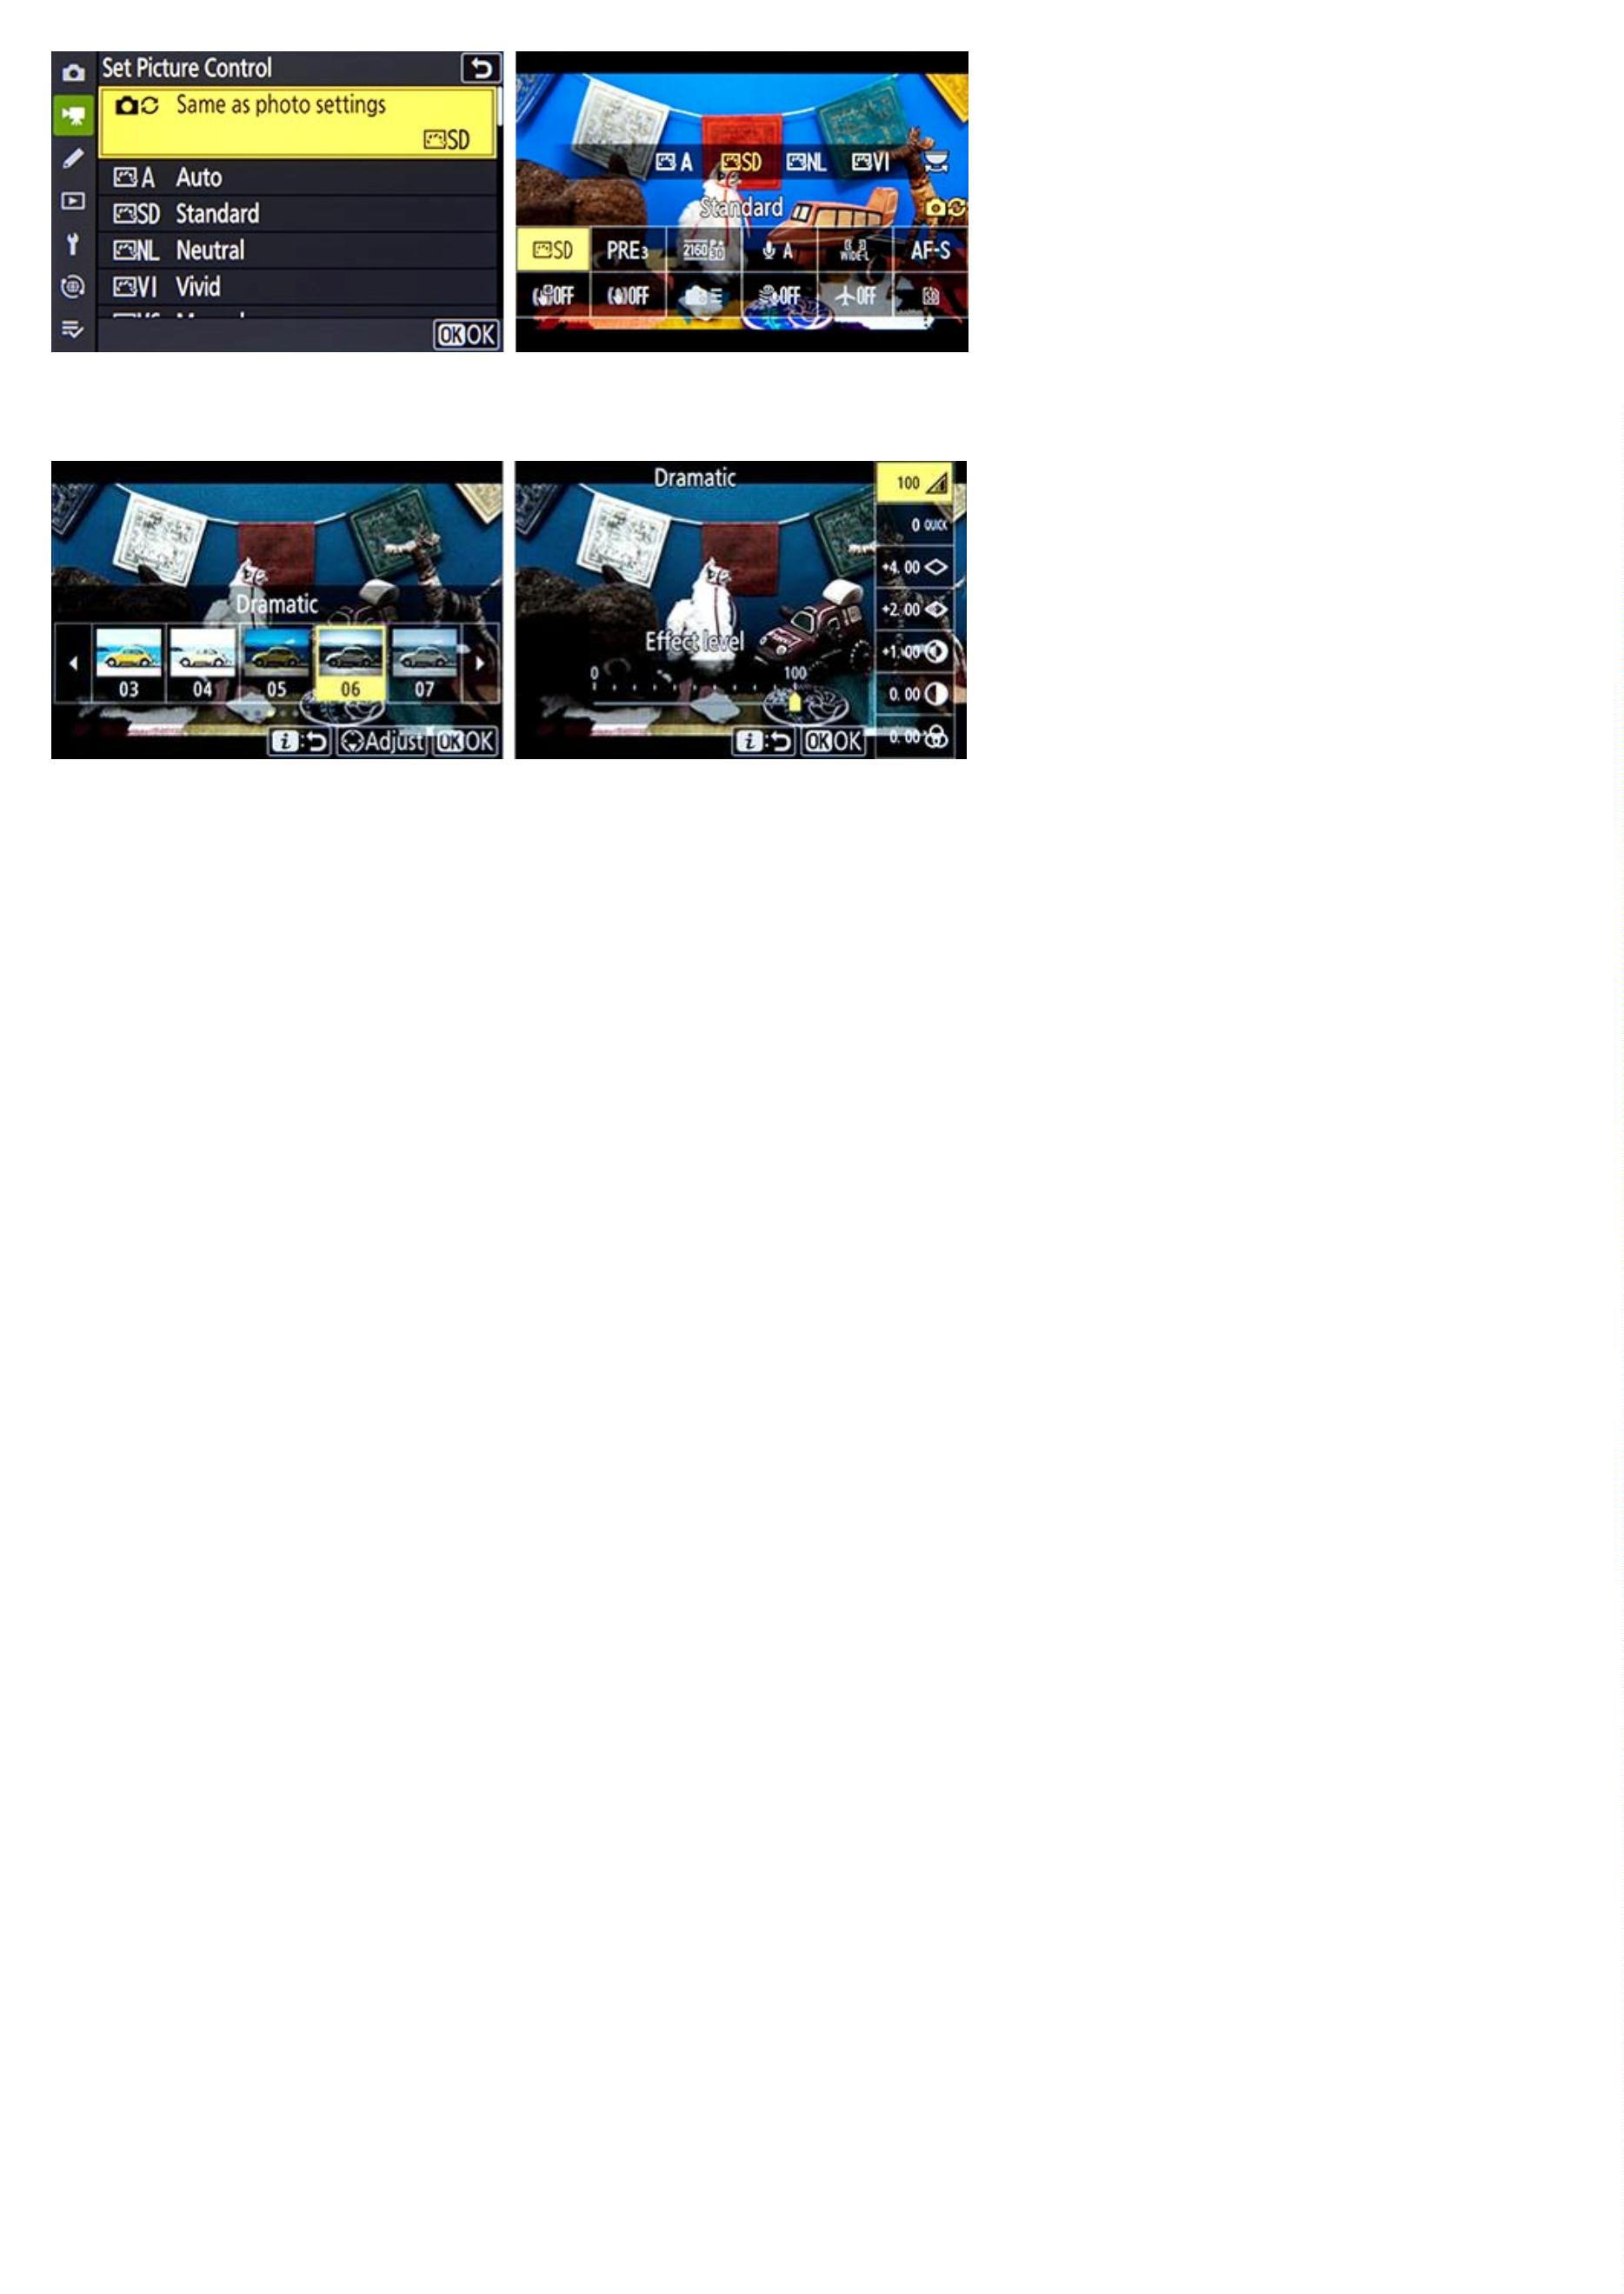 Set Picture Control
Same as photo settings
SD
A Auto
SD Standard
NL Neutral
VI Vivid
OK OK
A SD NL VI
Standard
SD PRE3 2160 30 A WIDE-L AF-S
OFF OFF OFF OFF
Dramatic
03 04 05 06 07
i: Adjust OK OK
Dramatic
100
0 QUICK
+4.00
+2.00
Effect level
+1.00
0 100
0.00
i: OK OK
0.00